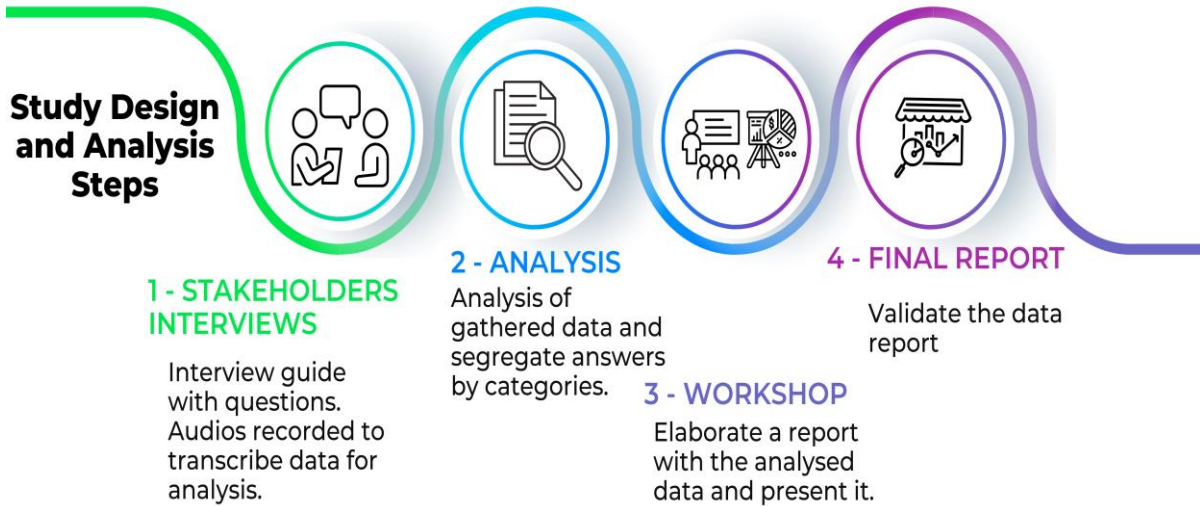 Study Design
and Analysis
Steps
1 - STAKEHOLDERS
INTERVIEWS
Interview guide
with questions.
Audios recorded to
transcribe data for
analysis.
2 - ANALYSIS
Analysis of
gathered data and
segregate answers
by categories.
3 - WORKSHOP
Elaborate a report
with the analysed
data and present it.
4 - FINAL REPORT
Validate the data
report